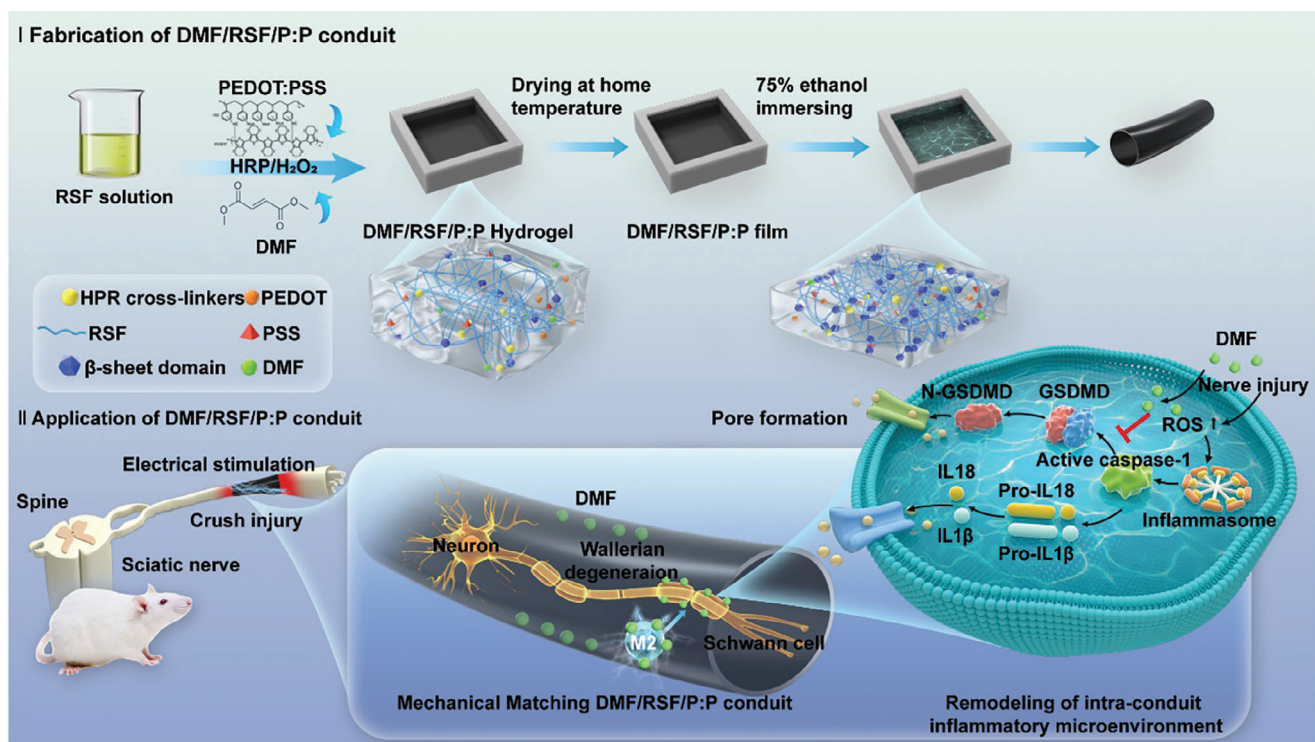 I Fabrication of DMF/RSF/P:P conduit
PEDOT:PSS
HRP/H₂O₂
DMF
RSF solution
Drying at home
temperature
75% ethanol
immersing
DMF/RSF/P:P Hydrogel
DMF/RSF/P:P film
HPR cross-linkers
PEDOT
RSF
PSS
β-sheet domain
DMF
II Application of DMF/RSF/P:P conduit
Electrical stimulation
Spine
Crush injury
Sciatic nerve
DMF
Neuron
Wallerian
degeneraion
M2
Schwann cell
Mechanical Matching DMF/RSF/P:P conduit
DMF
Nerve injury
N-GSDMD
GSDMD
Pore formation
ROS ↑
Active caspase-1
IL18
Pro-IL18
Inflammasome
IL1β
Pro-IL1β
Remodeling of intra-conduit
inflammatory microenvironment